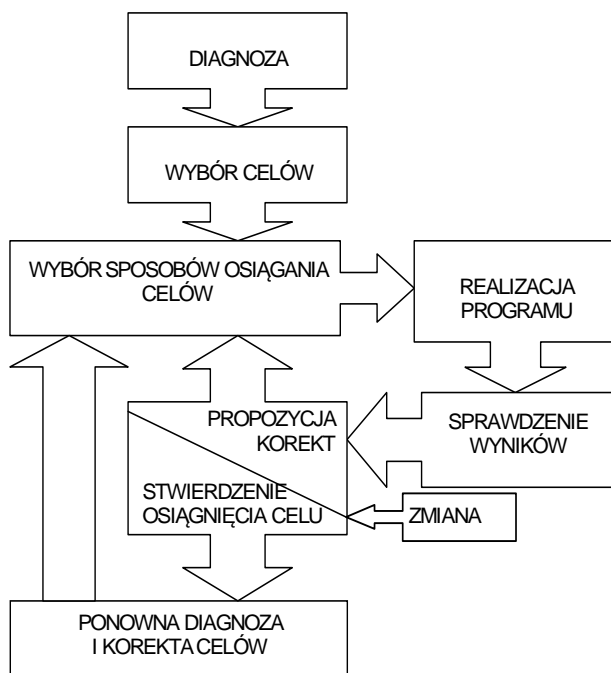 DIAGNOZA
WYBÓR CELÓW
WYBÓR SPOSOBÓW OSIĄGANIA
CELÓW
REALIZACJA
PROGRAMU
PROPOZYCJA
KOREKT
SPRAWDZENIE
WYNIKÓW
STWIERDZENIE
OSIĄGNIĘCIA CELU
ZMIANA
PONOWNA DIAGNOZA
I KOREKTA CELÓW